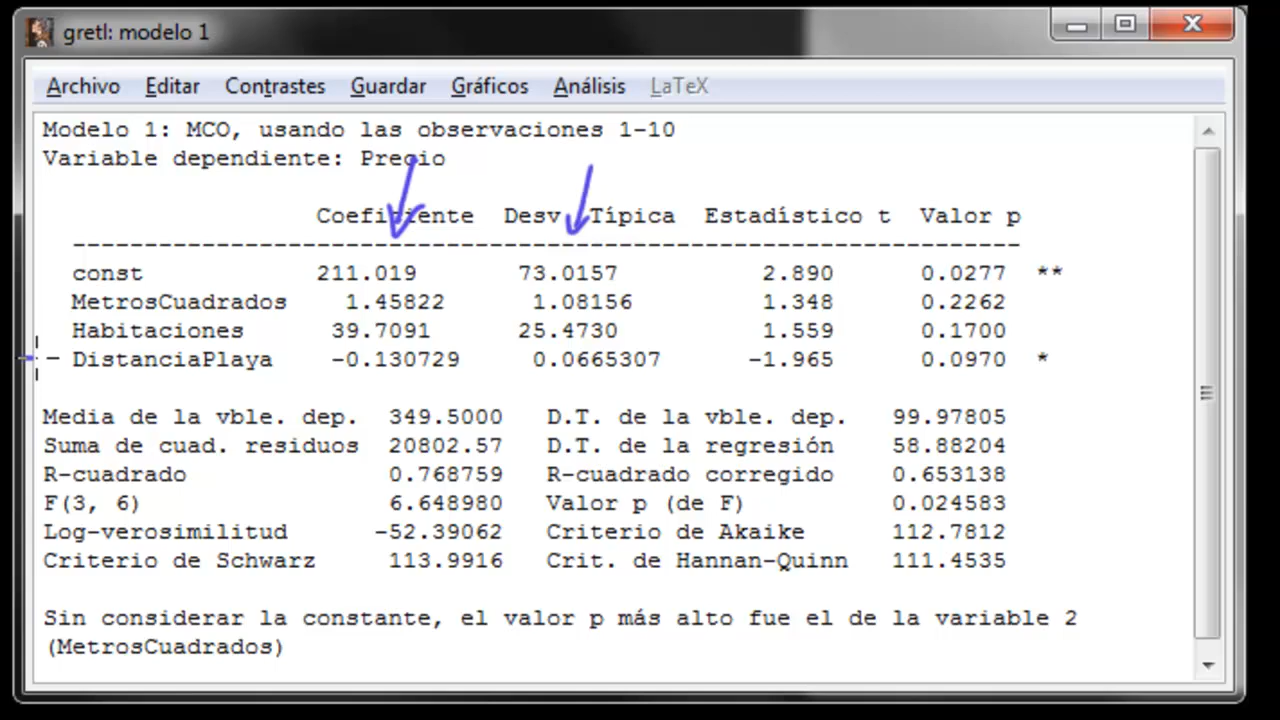 gretl: modelo 1
Archivo Editar Contrastes Guardar Gráficos Análisis LaTeX
Modelo 1: MCO, usando las observaciones 1-10
Variable dependiente: Precio
Coeficiente Desv. Típica Estadístico t Valor p
const 211.019 73.0157 2.890 0.0277 **
MetrosCuadrados 1.45822 1.08156 1.348 0.2262
Habitaciones 39.7091 25.4730 1.559 0.1700
DistanciaPlaya -0.130729 0.0665307 -1.965 0.0970 *
Media de la vble. dep. 349.5000 D.T. de la vble. dep. 99.97805
Suma de cuad. residuos 20802.57 D.T. de la regresión 58.88204
R-cuadrado 0.768759 R-cuadrado corregido 0.653138
F(3, 6) 6.648980 Valor p (de F) 0.024583
Log-verosimilitud -52.39062 Criterio de Akaike 112.7812
Criterio de Schwarz 113.9916 Crit. de Hannan-Quinn 111.4535
Sin considerar la constante, el valor p más alto fue el de la variable 2
(MetrosCuadrados)